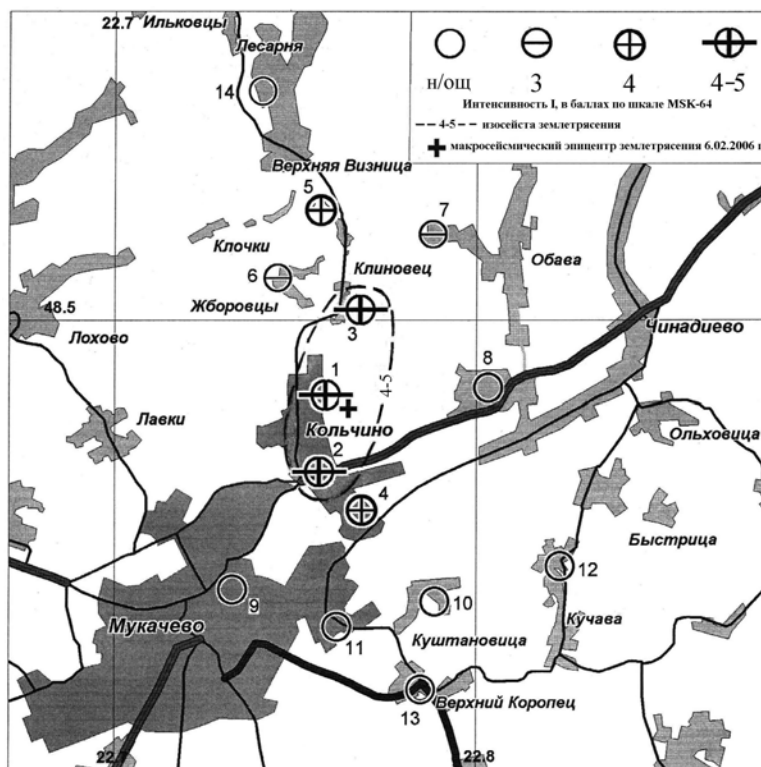 22.7
Ильковцы
Лесарня
14
н/ощ 3 4 4-5
Интенсивность I, в баллах по шкале MSK-64
4-5 изосейста землетрясения
макросейсмический эпицентр землетрясения 6.02.2006 г
Верхняя Визница
5
7
Клочки
Обава
6
Клиновец
Жборовцы
48.5
Чинадиево
Лохово
3
8
1
4-5
Лавки
Кольчино
Ольховица
2
4
Быстрица
12
9
10
Мукачево
11
Куштановица
Кучава
13
Верхний Коропец
22.7
22.8